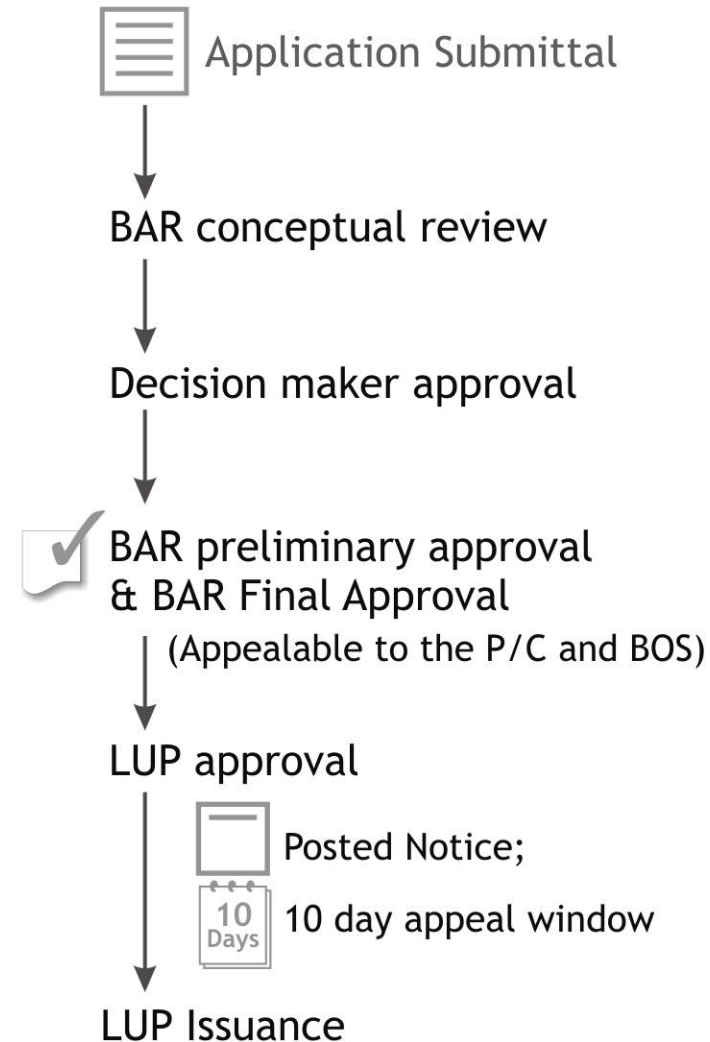 Application Submittal
BAR conceptual review
Decision maker approval
BAR preliminary approval
& BAR Final Approval
(Appealable to the P/C and BOS)
LUP approval
Posted Notice;
10
Days
10 day appeal window
LUP Issuance